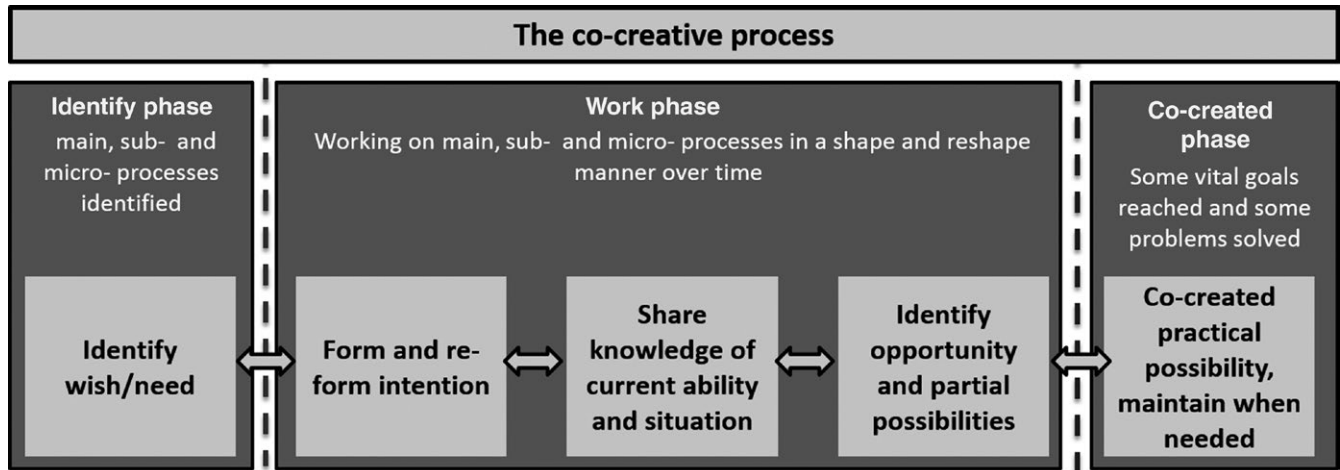 The co-creative process
Identify phase
main, sub- and
micro- processes
identified
Work phase
Working on main, sub- and micro- processes in a shape and reshape
manner over time
Co-created
phase
Some vital goals
reached and some
problems solved
Identify
wish/need
Form and re-
form intention
Share
knowledge of
current ability
and situation
Identify
opportunity
and partial
possibilities
Co-created
practical
possibility,
maintain when
needed